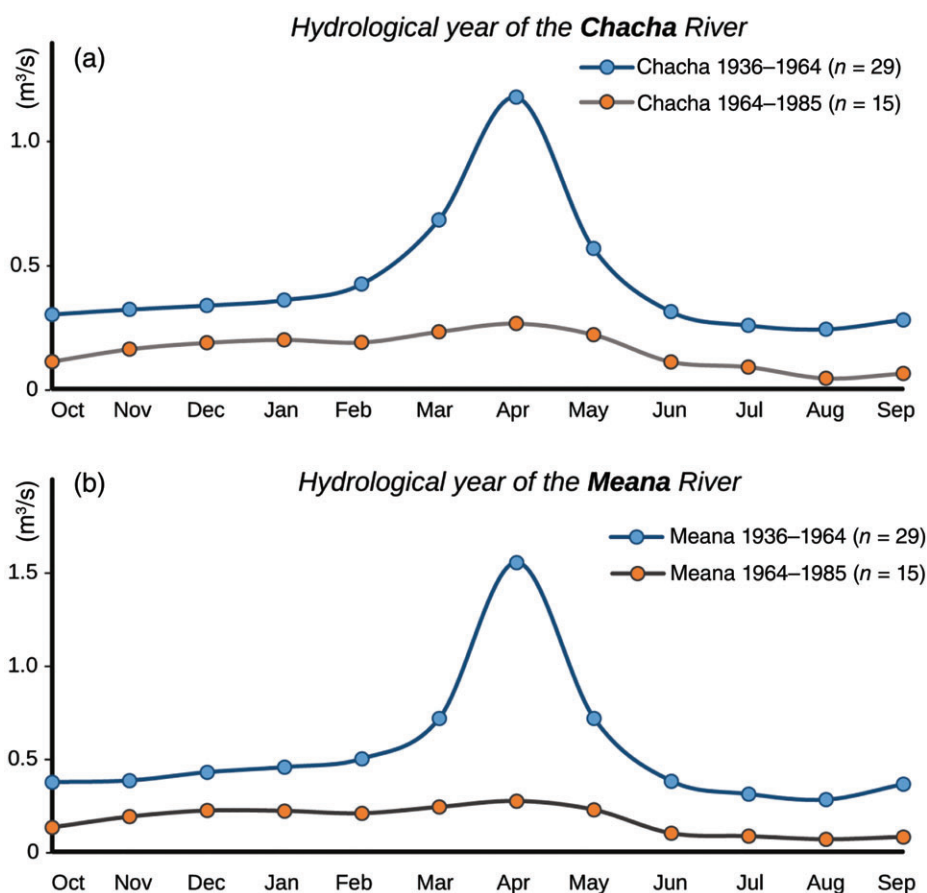 Hydrological year of the Chacha River
(a)
(m³/s)
Chacha 1936–1964 (n = 29)
Chacha 1964–1985 (n = 15)
1.0
0.5
0
Oct Nov Dec Jan Feb Mar Apr May Jun Jul Aug Sep
Hydrological year of the Meana River
(b)
(m³/s)
Meana 1936–1964 (n = 29)
Meana 1964–1985 (n = 15)
1.5
1.0
0.5
0
Oct Nov Dec Jan Feb Mar Apr May Jun Jul Aug Sep